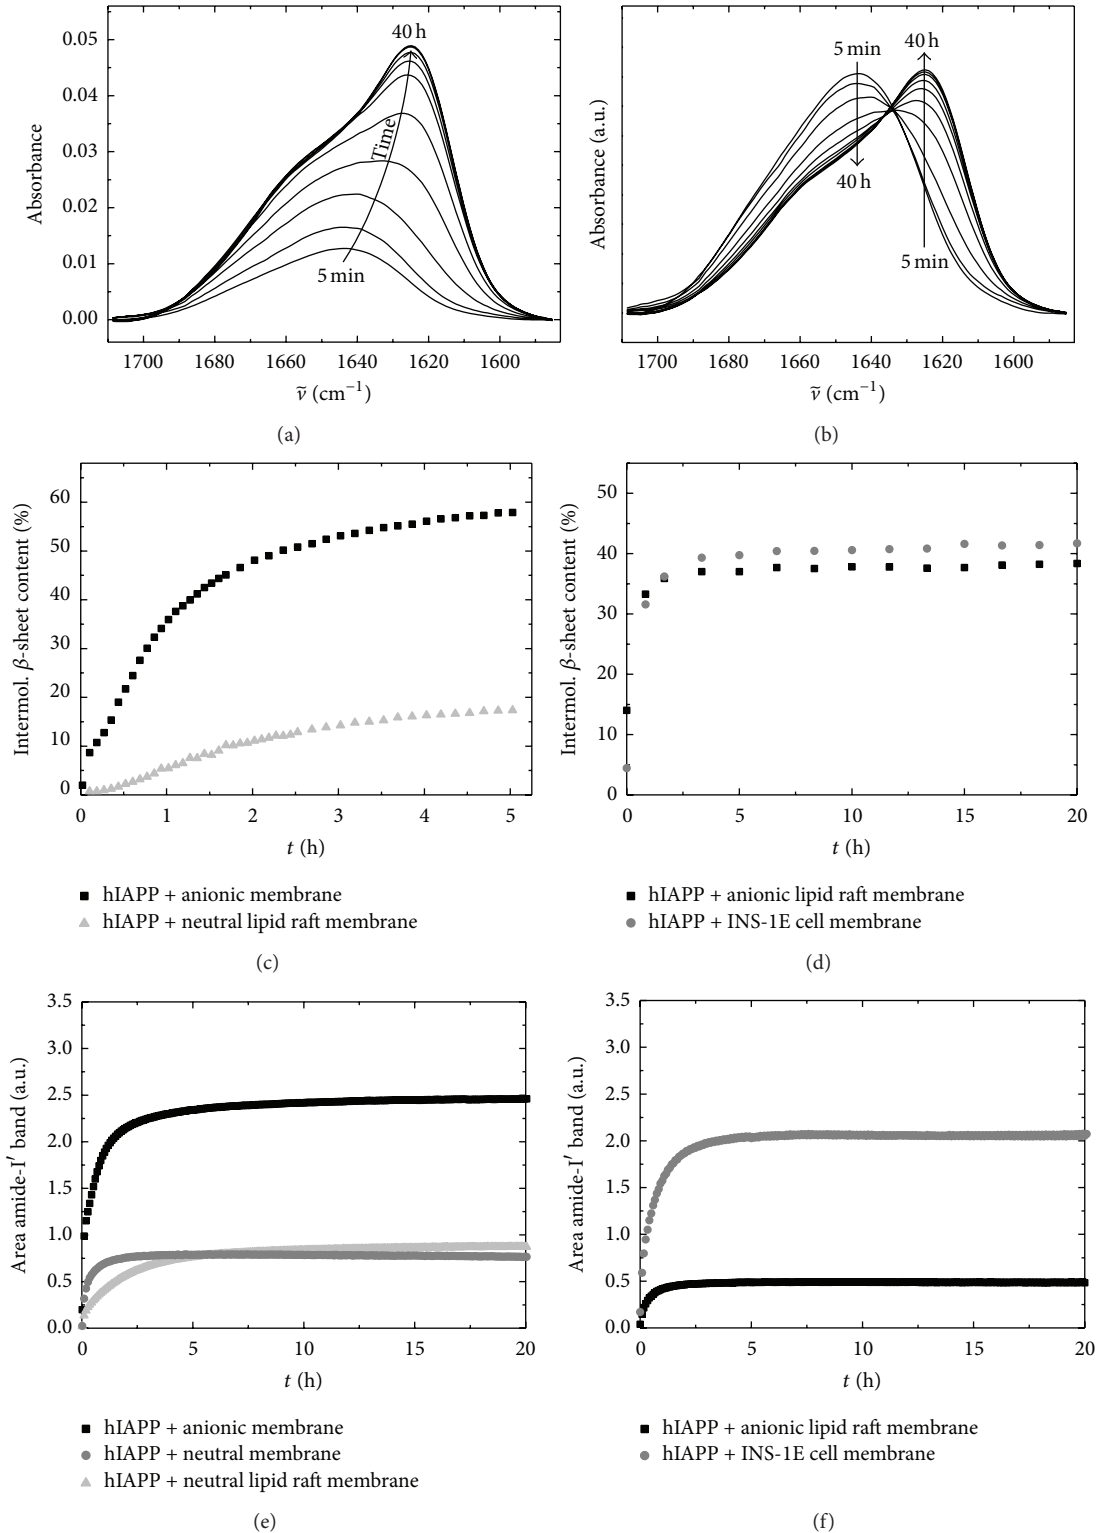 0.05
0.04
0.03
0.02
0.01
0.00
Absorbance
40 h
Time
5 min
1700 1680 1660 1640 1620 1600
ṽ (cm⁻¹)
(a)
Absorbance (a.u.)
5 min
40 h
40 h
5 min
1700 1680 1660 1640 1620 1600
ṽ (cm⁻¹)
(b)
60
50
40
30
20
10
0
Intermol. β-sheet content (%)
0 1 2 3 4 5
t (h)
hIAPP + anionic membrane
hIAPP + neutral lipid raft membrane
(c)
50
40
30
20
10
0
Intermol. β-sheet content (%)
0 5 10 15 20
t (h)
hIAPP + anionic lipid raft membrane
hIAPP + INS-1E cell membrane
(d)
3.5
3.0
2.5
2.0
1.5
1.0
0.5
0.0
Area amide-I′ band (a.u.)
0 5 10 15 20
t (h)
hIAPP + anionic membrane
hIAPP + neutral membrane
hIAPP + neutral lipid raft membrane
(e)
3.5
3.0
2.5
2.0
1.5
1.0
0.5
0.0
Area amide-I′ band (a.u.)
0 5 10 15 20
t (h)
hIAPP + anionic lipid raft membrane
hIAPP + INS-1E cell membrane
(f)